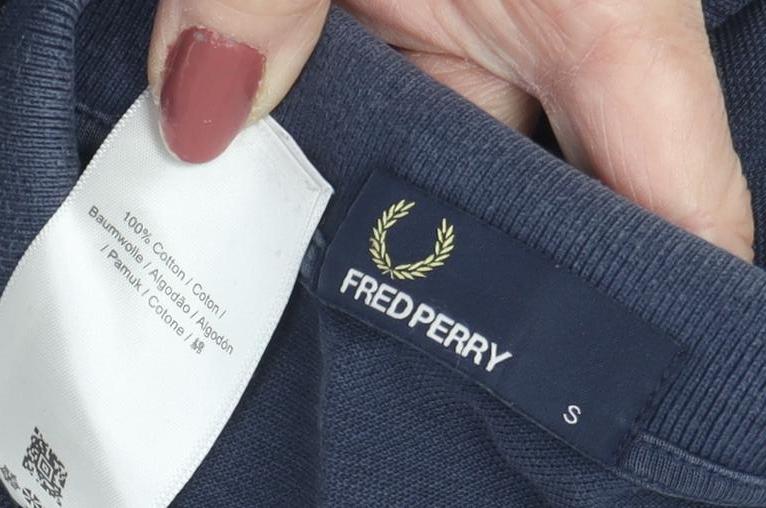 100% Cotton / Coton /
Baumwolle / Algodão / Algodón
/ Pamuk / Cotone / 綿
FRED PERRY
S